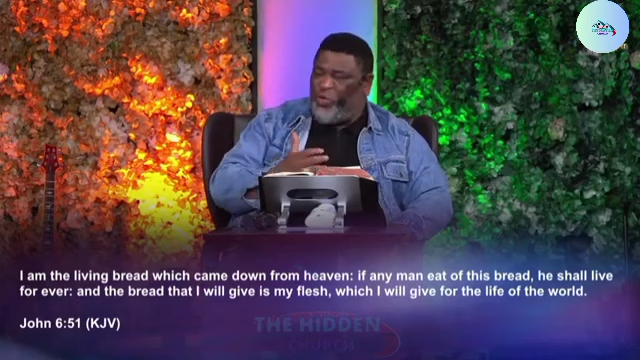 I am the living bread which came down from heaven: if any man eat of this bread, he shall live
for ever: and the bread that I will give is my flesh, which I will give for the life of the world.
John 6:51 (KJV)
THE HIDDEN
CHURCH